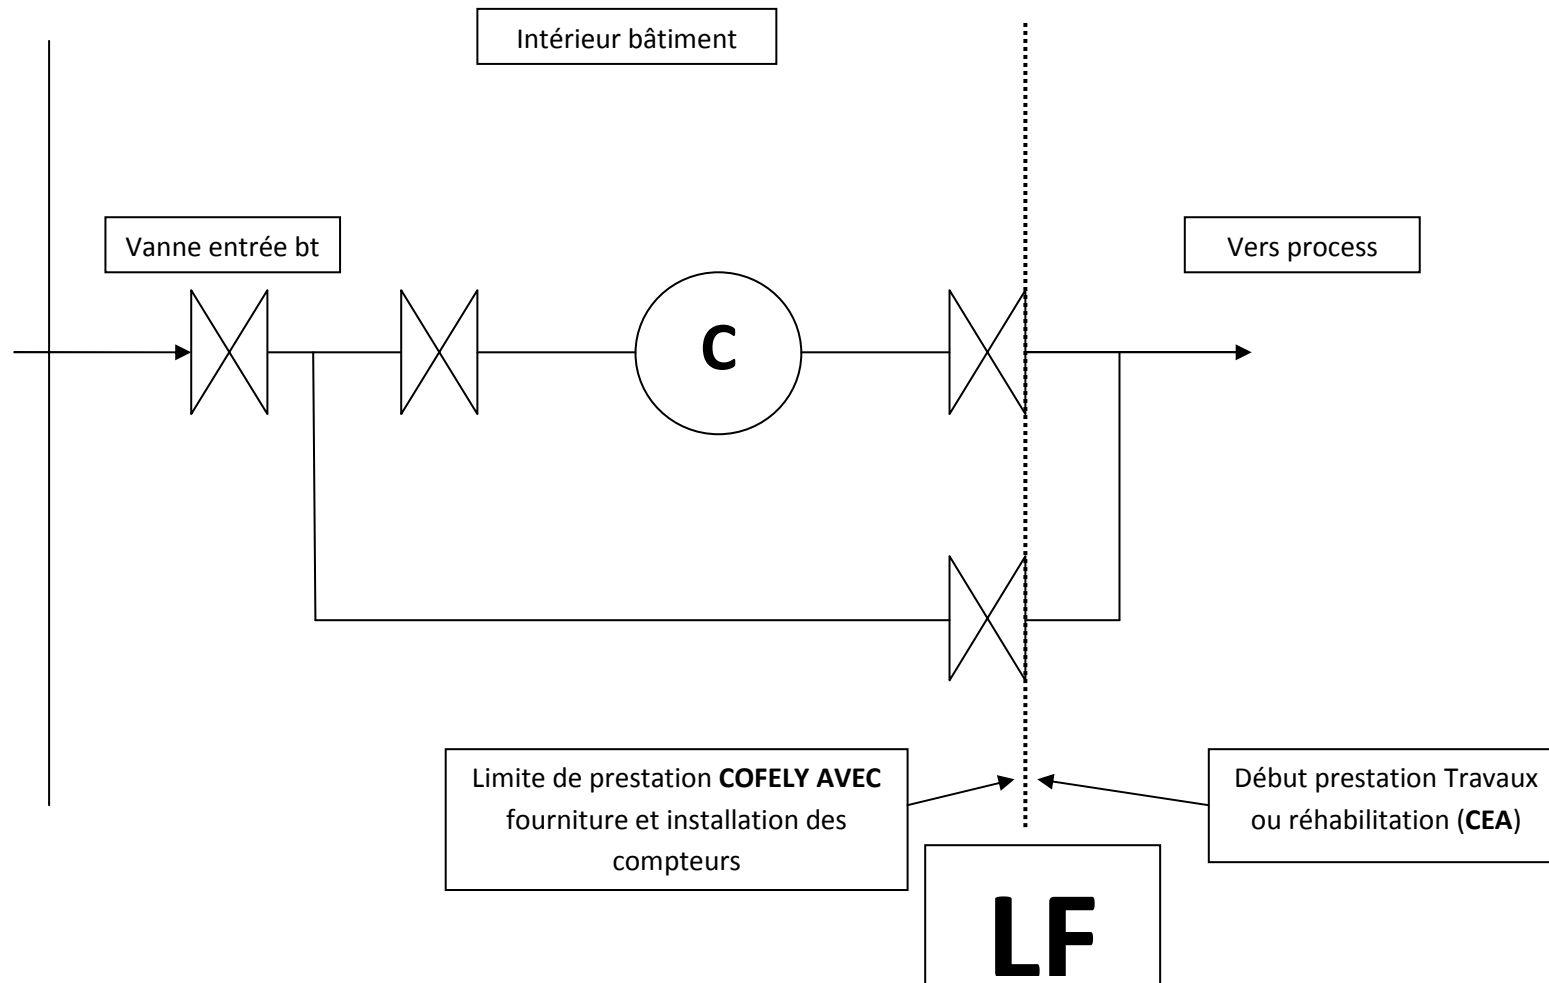 Intérieur bâtiment
Vanne entrée bt
Vers process
C
Limite de prestation COFELY AVEC
fourniture et installation des
compteurs
Début prestation Travaux
ou réhabilitation (CEA)
LF